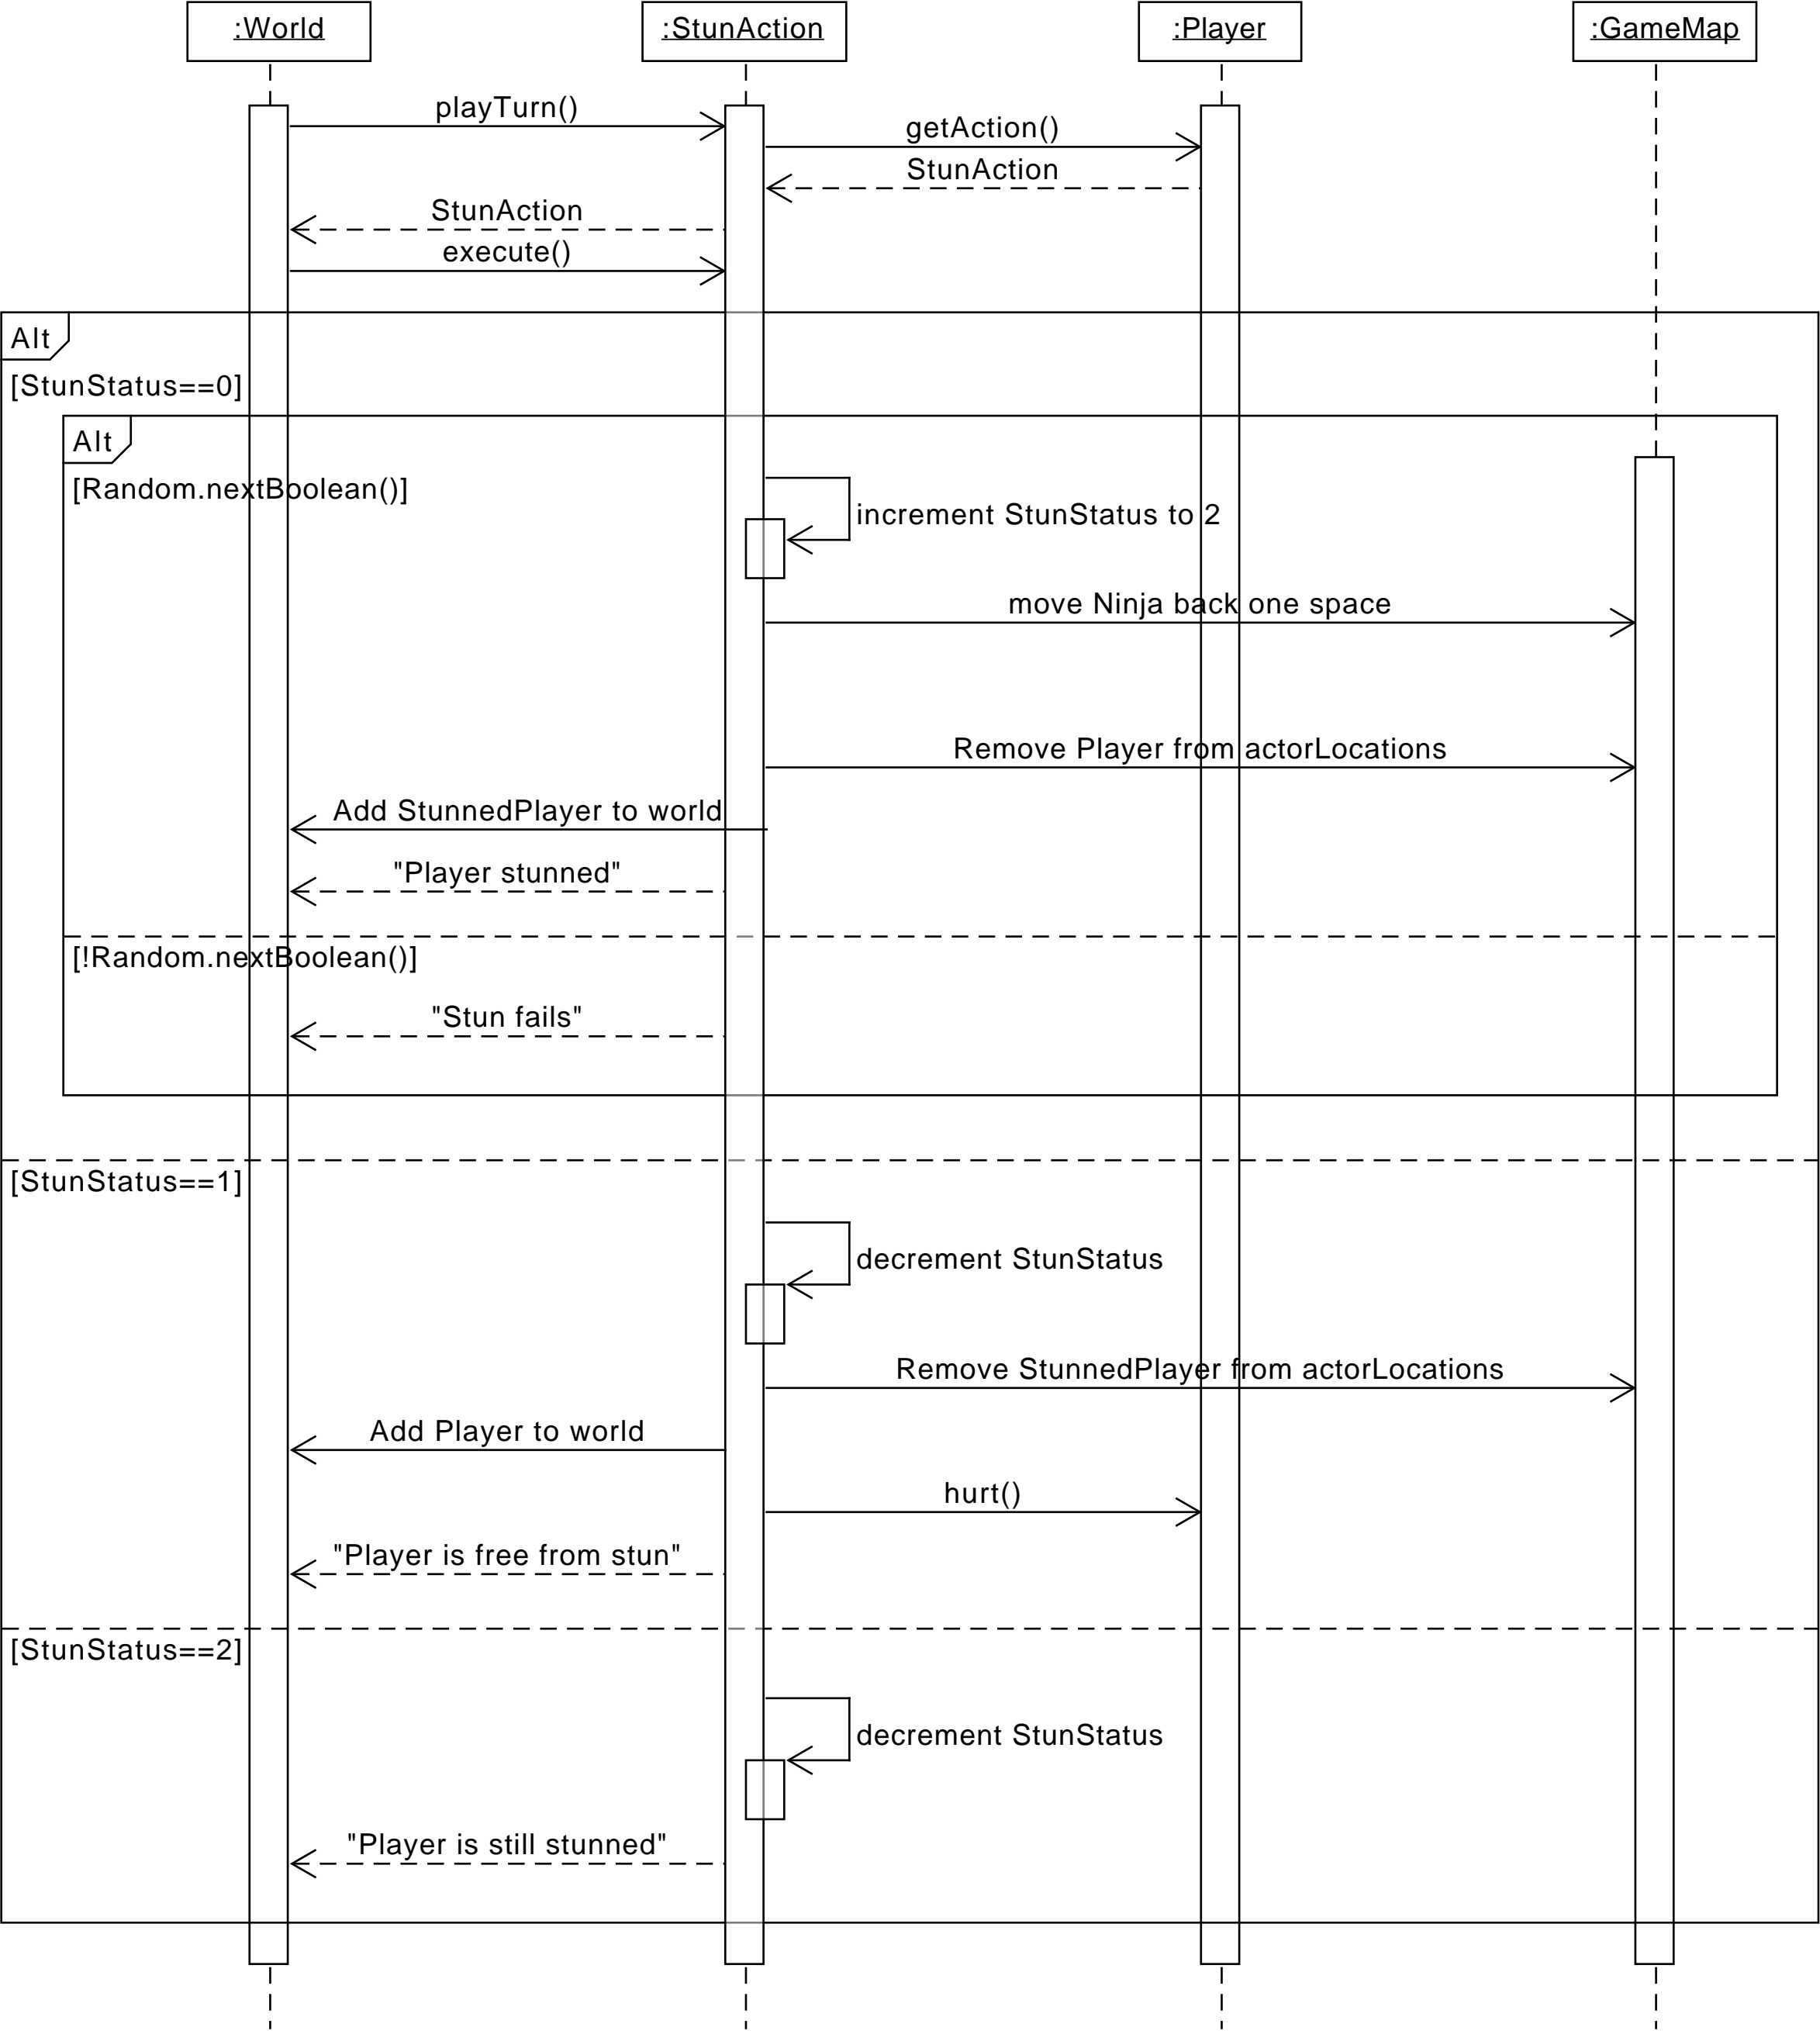 :World
:StunAction
:Player
:GameMap
playTurn()
getAction()
StunAction
StunAction
execute()
Alt
[StunStatus==0]
Alt
[Random.nextBoolean()]
increment StunStatus to 2
move Ninja back one space
Remove Player from actorLocations
Add StunnedPlayer to world
"Player stunned"
[!Random.nextBoolean()]
"Stun fails"
[StunStatus==1]
decrement StunStatus
Remove StunnedPlayer from actorLocations
Add Player to world
hurt()
"Player is free from stun"
[StunStatus==2]
decrement StunStatus
"Player is still stunned"